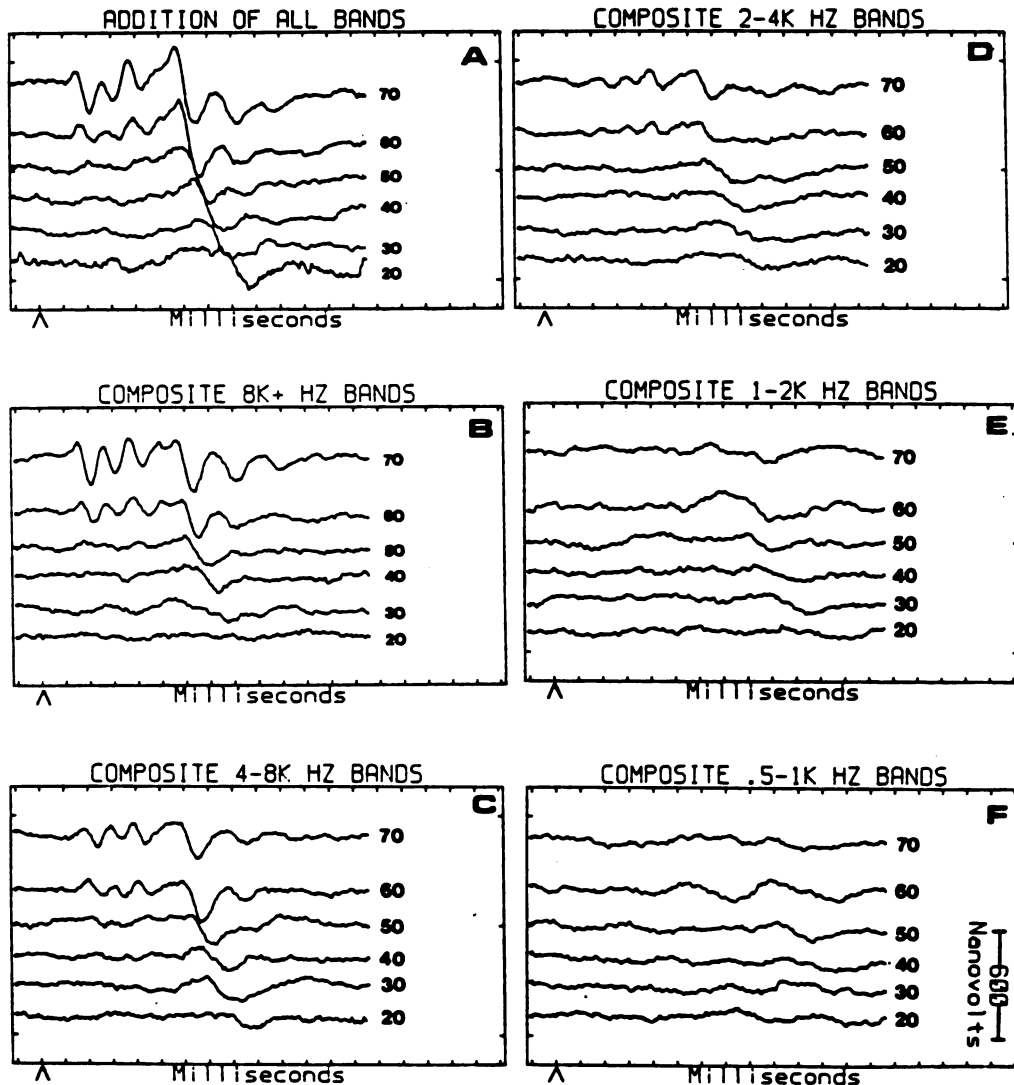 ADDITION OF ALL BANDS
A
70
60
50
40
30
20
Λ
Milliseconds
COMPOSITE 2-4K HZ BANDS
D
70
60
50
40
30
20
Λ
Milliseconds
COMPOSITE 8K+ HZ BANDS
B
70
60
50
40
30
20
Λ
Milliseconds
COMPOSITE 1-2K HZ BANDS
E
70
60
50
40
30
20
Λ
Milliseconds
COMPOSITE 4-8K HZ BANDS
C
70
60
50
40
30
20
Λ
Milliseconds
COMPOSITE .5-1K HZ BANDS
F
70
60
50
40
30
20
600
Nanovolts
Λ
Milliseconds